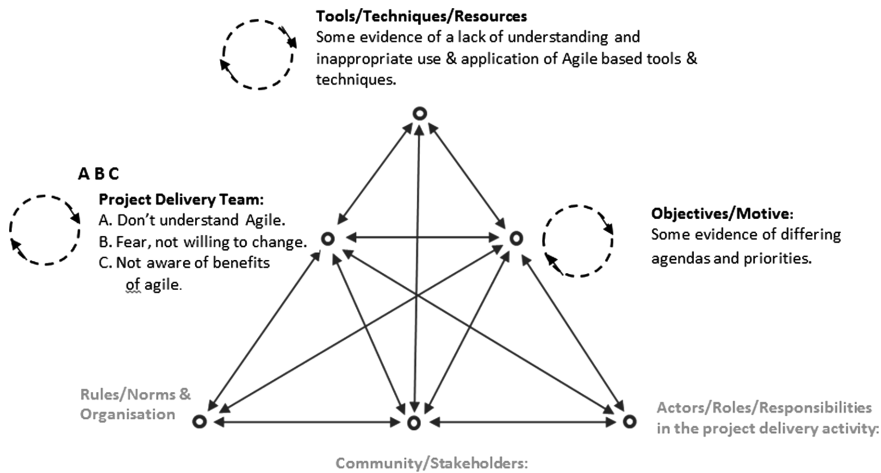 Tools/Techniques/Resources
Some evidence of a lack of understanding and
inappropriate use & application of Agile based tools &
techniques.
A B C
Project Delivery Team:
A. Don't understand Agile.
B. Fear, not willing to change.
C. Not aware of benefits
of agile.
Objectives/Motive:
Some evidence of differing
agendas and priorities.
Rules/Norms &
Organisation
Actors/Roles/Responsibilities
in the project delivery activity:
Community/Stakeholders: